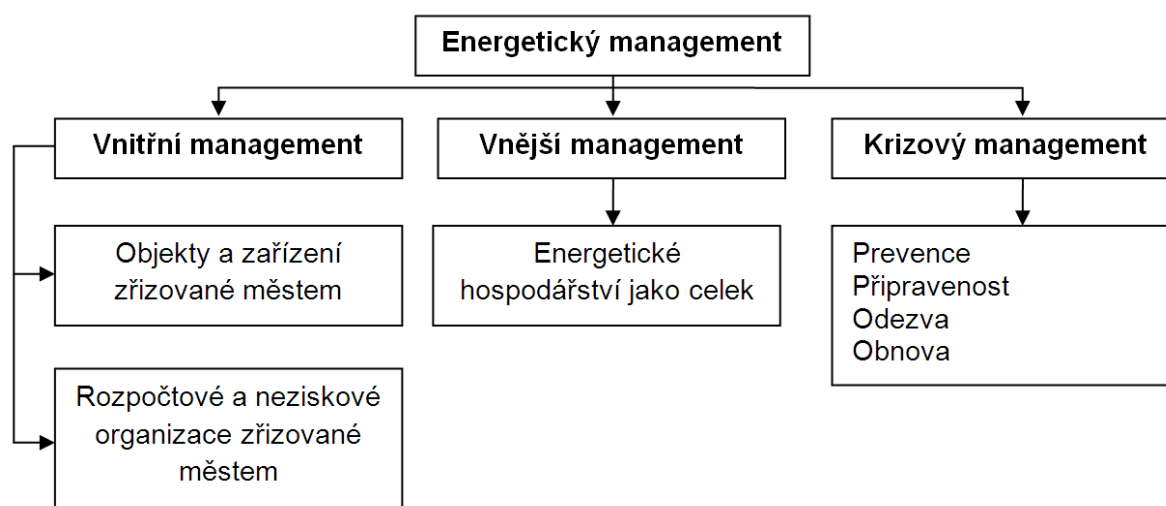 Energetický management
Vnitřní management
Vnější management
Krizový management
Objekty a zařízení
zřizované městem
Energetické
hospodářství jako celek
Prevence
Připravenost
Odezva
Obnova
Rozpočtové a neziskové
organizace zřizované
městem